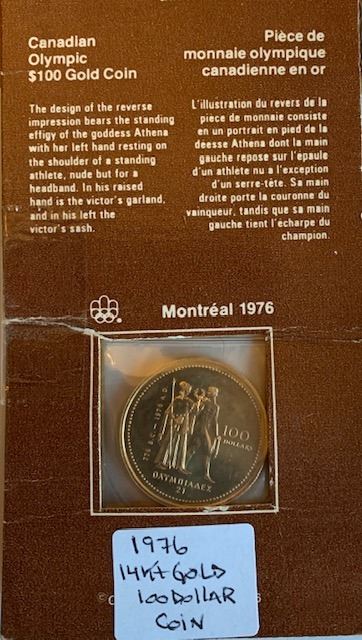 Canadian
Olympic
$100 Gold Coin
The design of the reverse
impression bears the standing
effigy of the goddess Athena
with her left hand resting on
the shoulder of a standing
athlete, nude but for a
headband. In his raised
hand is the victor's garland,
and in his left the
victor's sash.
Pièce de
monnaie olympique
canadienne en or
L'illustration du revers de la
pièce de monnaie consiste
en un portrait en pied de la
deesse Athena dont la main
gauche repose sur l'épaule
d'un athlete nu a l'exception
d'un serre-tête. Sa main
droite porte la couronne du
vainqueur, tandis que sa main
gauche tient l'écharpe du
champion.
Montréal 1976
776 B.C. - 1976 A.D.
100
DOLLARS
ΟΛΥΜΠΙΑΔΕΣ
21
1976
14Kt GOLD
100 DOLLAR
COIN